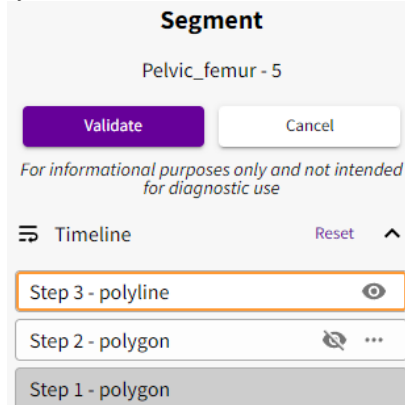 Segment
Pelvic_femur - 5
Validate
Cancel
For informational purposes only and not intended
for diagnostic use
Timeline
Reset
Step 3 - polyline
Step 2 - polygon
Step 1 - polygon